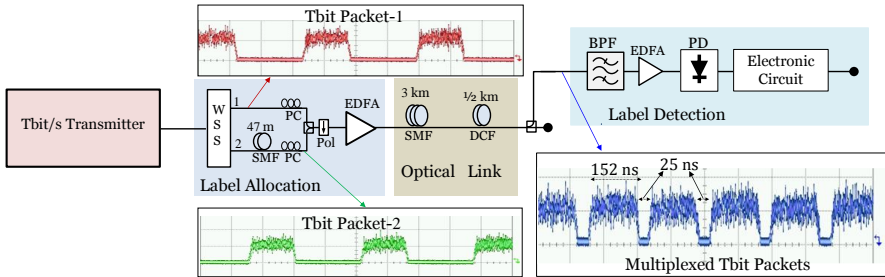 Tbit Packet-1
Tbit/s Transmitter
W
S
S
1
2
47 m
SMF
PC
PC
Pol
EDFA
Label Allocation
3 km
SMF
½ km
DCF
Optical Link
BPF
EDFA
PD
Electronic
Circuit
Label Detection
Tbit Packet-2
152 ns
25 ns
Multiplexed Tbit Packets